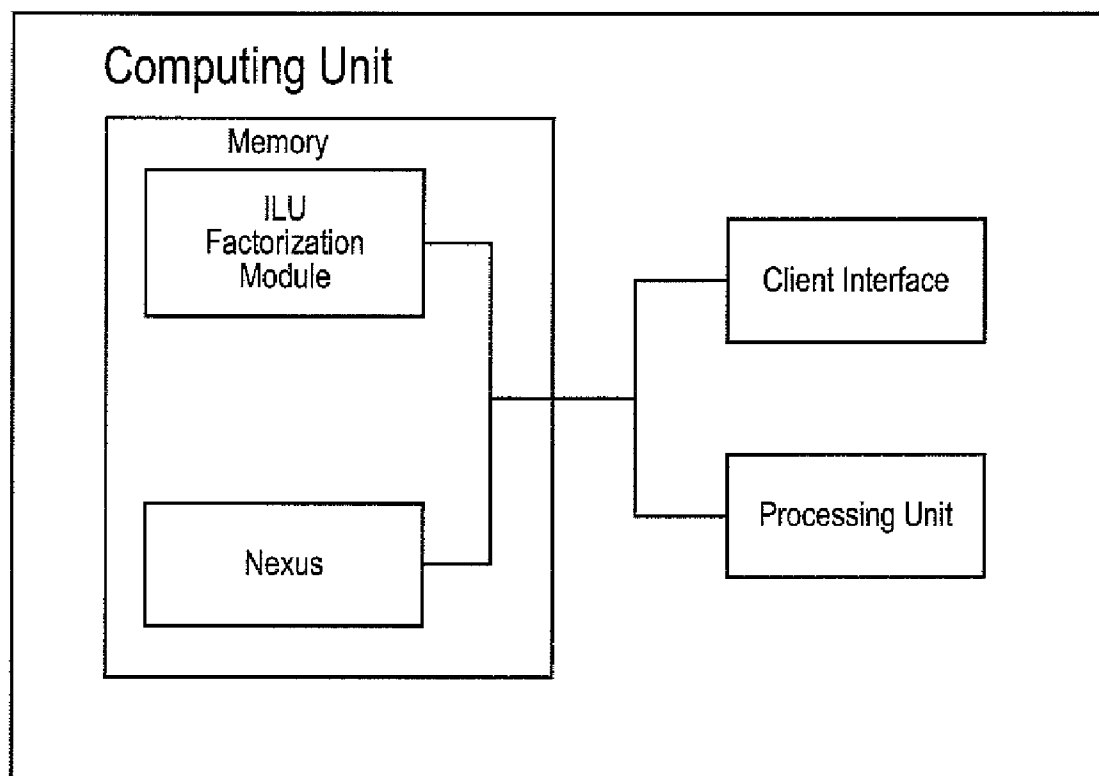 Computing Unit
Memory
ILU
Factorization
Module
Client Interface
Nexus
Processing Unit